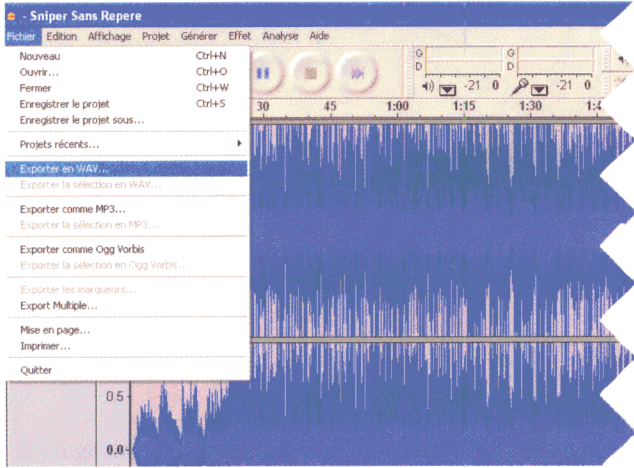 - Sniper Sans Repere
Fichier Edition Affichage Projet Générer Effet Analyse Aide
Nouveau Ctrl+N
Ouvrir... Ctrl+O
Fermer Ctrl+W
Enregistrer le projet Ctrl+S
Enregistrer le projet sous...
Projets récents...
Exporter en WAV...
Exporter la sélection en WAV...
Exporter comme MP3...
Exporter la sélection en MP3...
Exporter comme Ogg Vorbis
Exporter la sélection en Ogg Vorbis...
Exporter les marqueurs...
Export Multiple...
Mise en page...
Imprimer...
Quitter
G G
D D
-21 0 -21 0
30 45 1:00 1:15 1:30 1:4
0.5
0.0